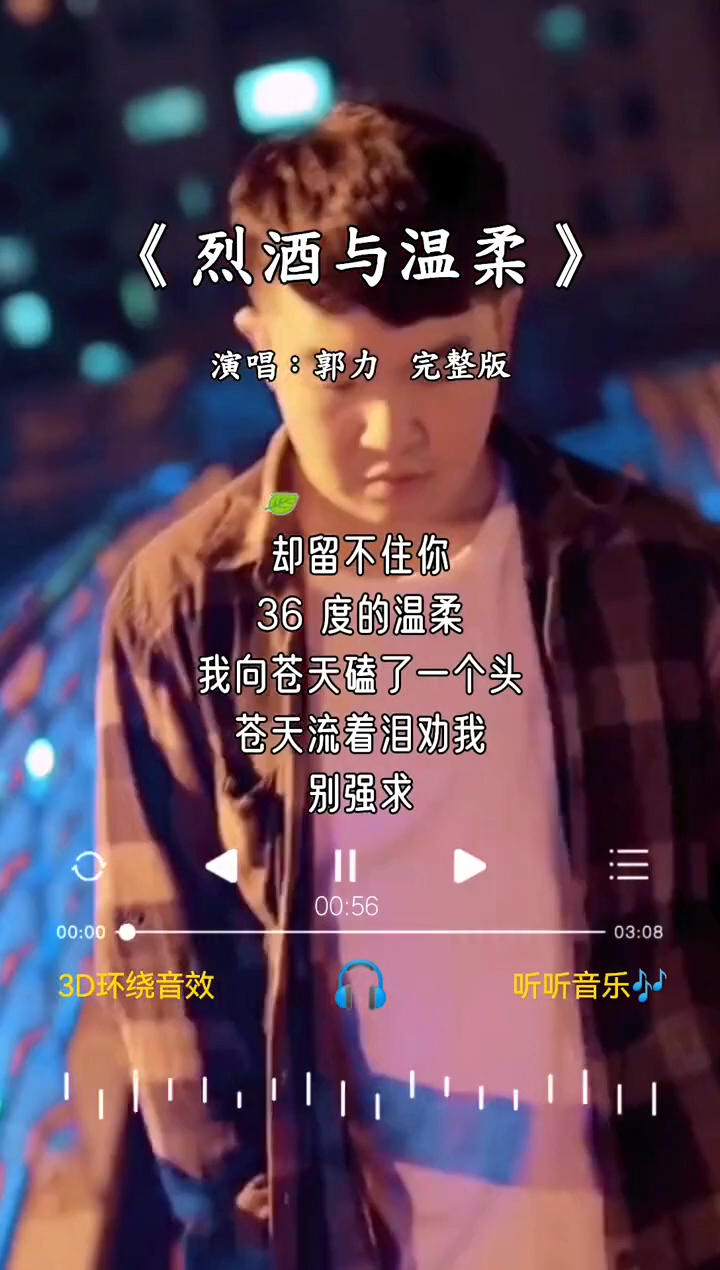 《烈酒与温柔》
演唱：郭力 完整版
却留不住你
36 度的温柔
我向苍天磕了一个头
苍天流着泪劝我
别强求
00:56
00:00 03:08
3D环绕音效 听听音乐